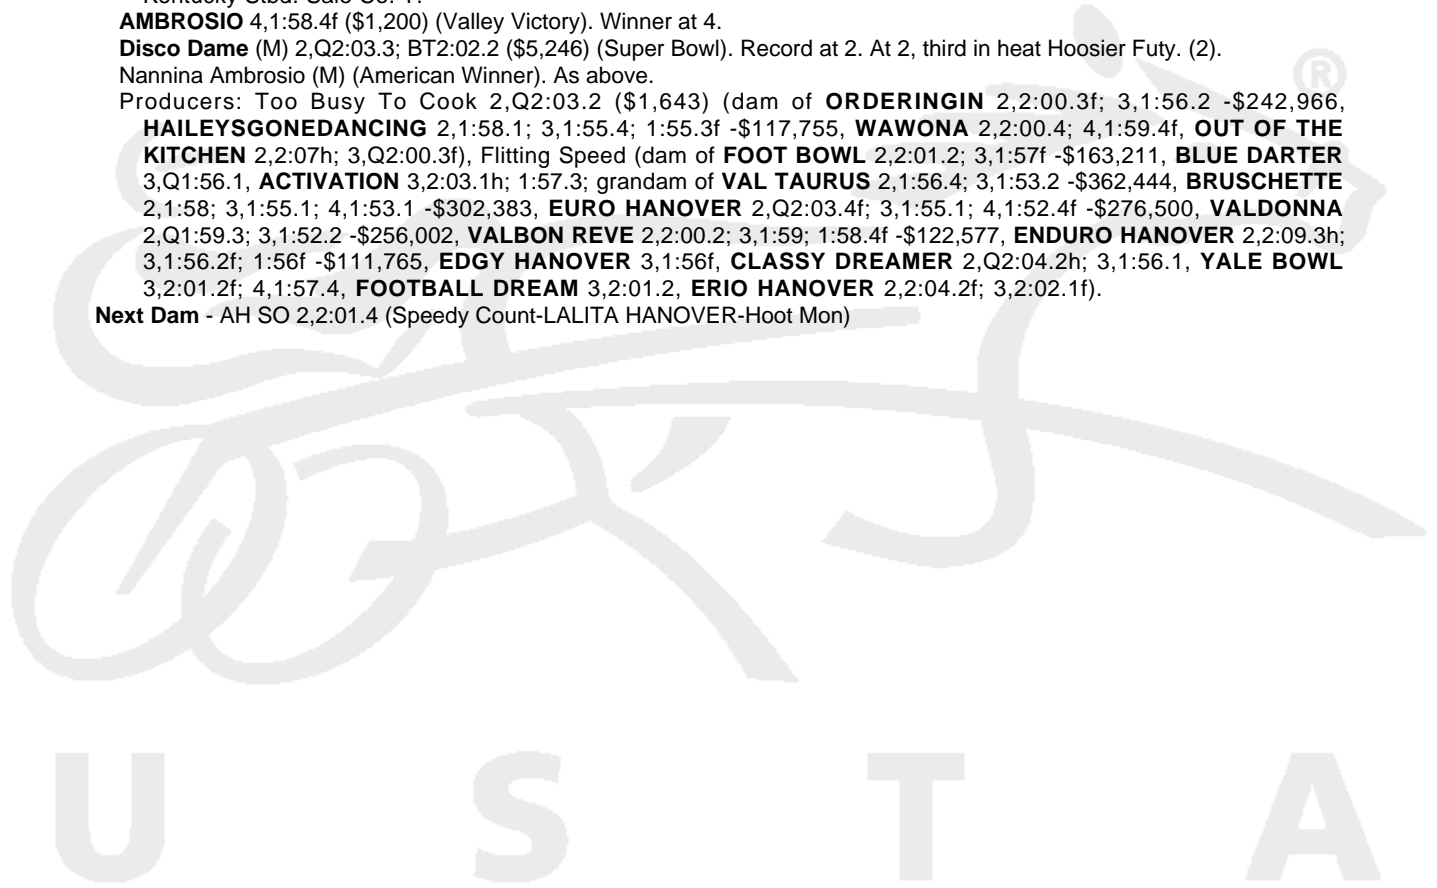 Kentucky Stbd. Sale Co. Y.
AMBROSIO 4,1:58.4f ($1,200) (Valley Victory). Winner at 4.
Disco Dame (M) 2,Q2:03.3; BT2:02.2 ($5,246) (Super Bowl). Record at 2. At 2, third in heat Hoosier Futy. (2).
Nannina Ambrosio (M) (American Winner). As above.
Producers: Too Busy To Cook 2,Q2:03.2 ($1,643) (dam of ORDERINGIN 2,2:00.3f; 3,1:56.2 -$242,966,
HAILEYSGONEDANCING 2,1:58.1; 3,1:55.4; 1:55.3f -$117,755, WAWONA 2,2:00.4; 4,1:59.4f, OUT OF THE
KITCHEN 2,2:07h; 3,Q2:00.3f), Flitting Speed (dam of FOOT BOWL 2,2:01.2; 3,1:57f -$163,211, BLUE DARTER
3,Q1:56.1, ACTIVATION 3,2:03.1h; 1:57.3; grandam of VAL TAURUS 2,1:56.4; 3,1:53.2 -$362,444, BRUSCHETTE
2,1:58; 3,1:55.1; 4,1:53.1 -$302,383, EURO HANOVER 2,Q2:03.4f; 3,1:55.1; 4,1:52.4f -$276,500, VALDONNA
2,Q1:59.3; 3,1:52.2 -$256,002, VALBON REVE 2,2:00.2; 3,1:59; 1:58.4f -$122,577, ENDURO HANOVER 2,2:09.3h;
3,1:56.2f; 1:56f -$111,765, EDGY HANOVER 3,1:56f, CLASSY DREAMER 2,Q2:04.2h; 3,1:56.1, YALE BOWL
3,2:01.2f; 4,1:57.4, FOOTBALL DREAM 3,2:01.2, ERIO HANOVER 2,2:04.2f; 3,2:02.1f).
Next Dam - AH SO 2,2:01.4 (Speedy Count-LALITA HANOVER-Hoot Mon)
®
U S T A